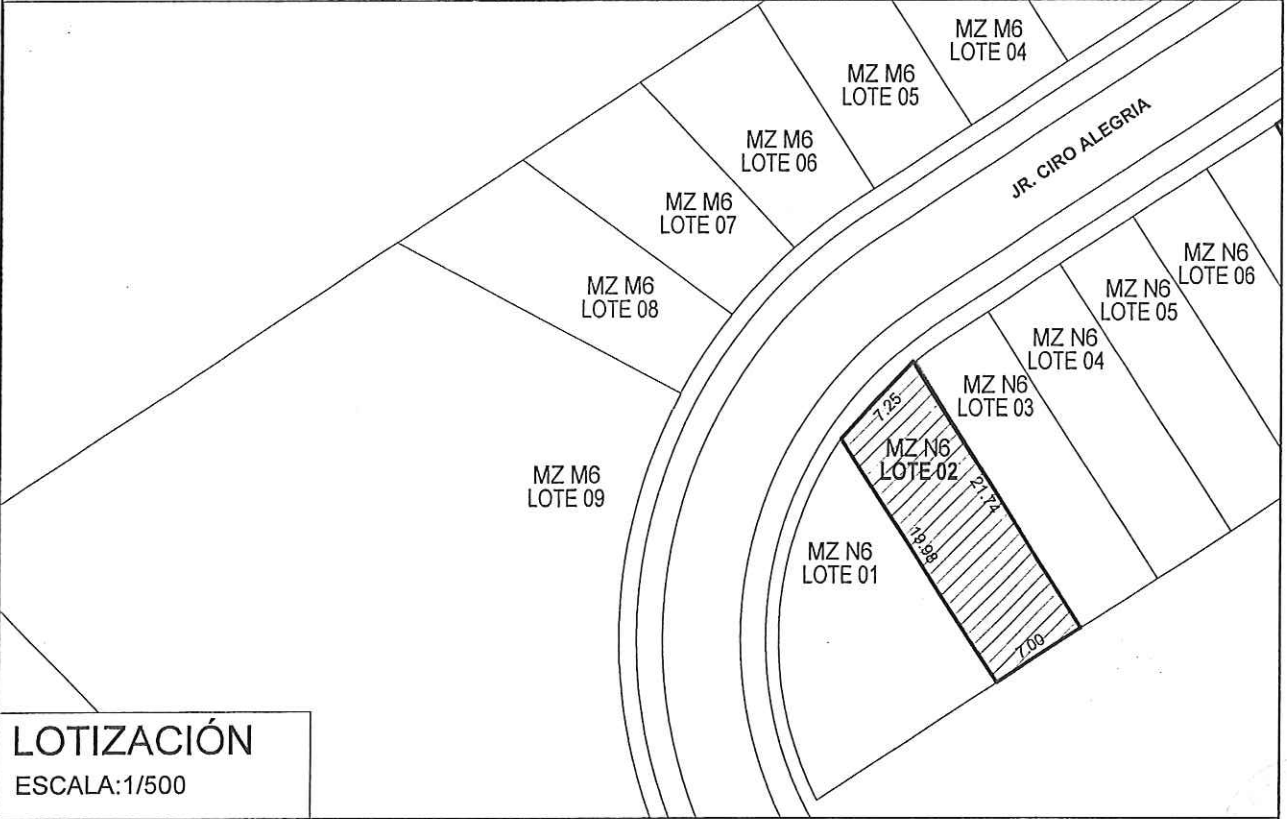 MZ M6
LOTE 04
MZ M6
LOTE 05
MZ M6
LOTE 06
MZ M6
LOTE 07
MZ M6
LOTE 08
MZ M6
LOTE 09
JR. CIRO ALEGRIA
MZ N6
LOTE 06
MZ N6
LOTE 05
MZ N6
LOTE 04
MZ N6
LOTE 03
7.25
MZ N6
LOTE 02
21.74
19.98
7.00
MZ N6
LOTE 01
LOTIZACIÓN
ESCALA:1/500